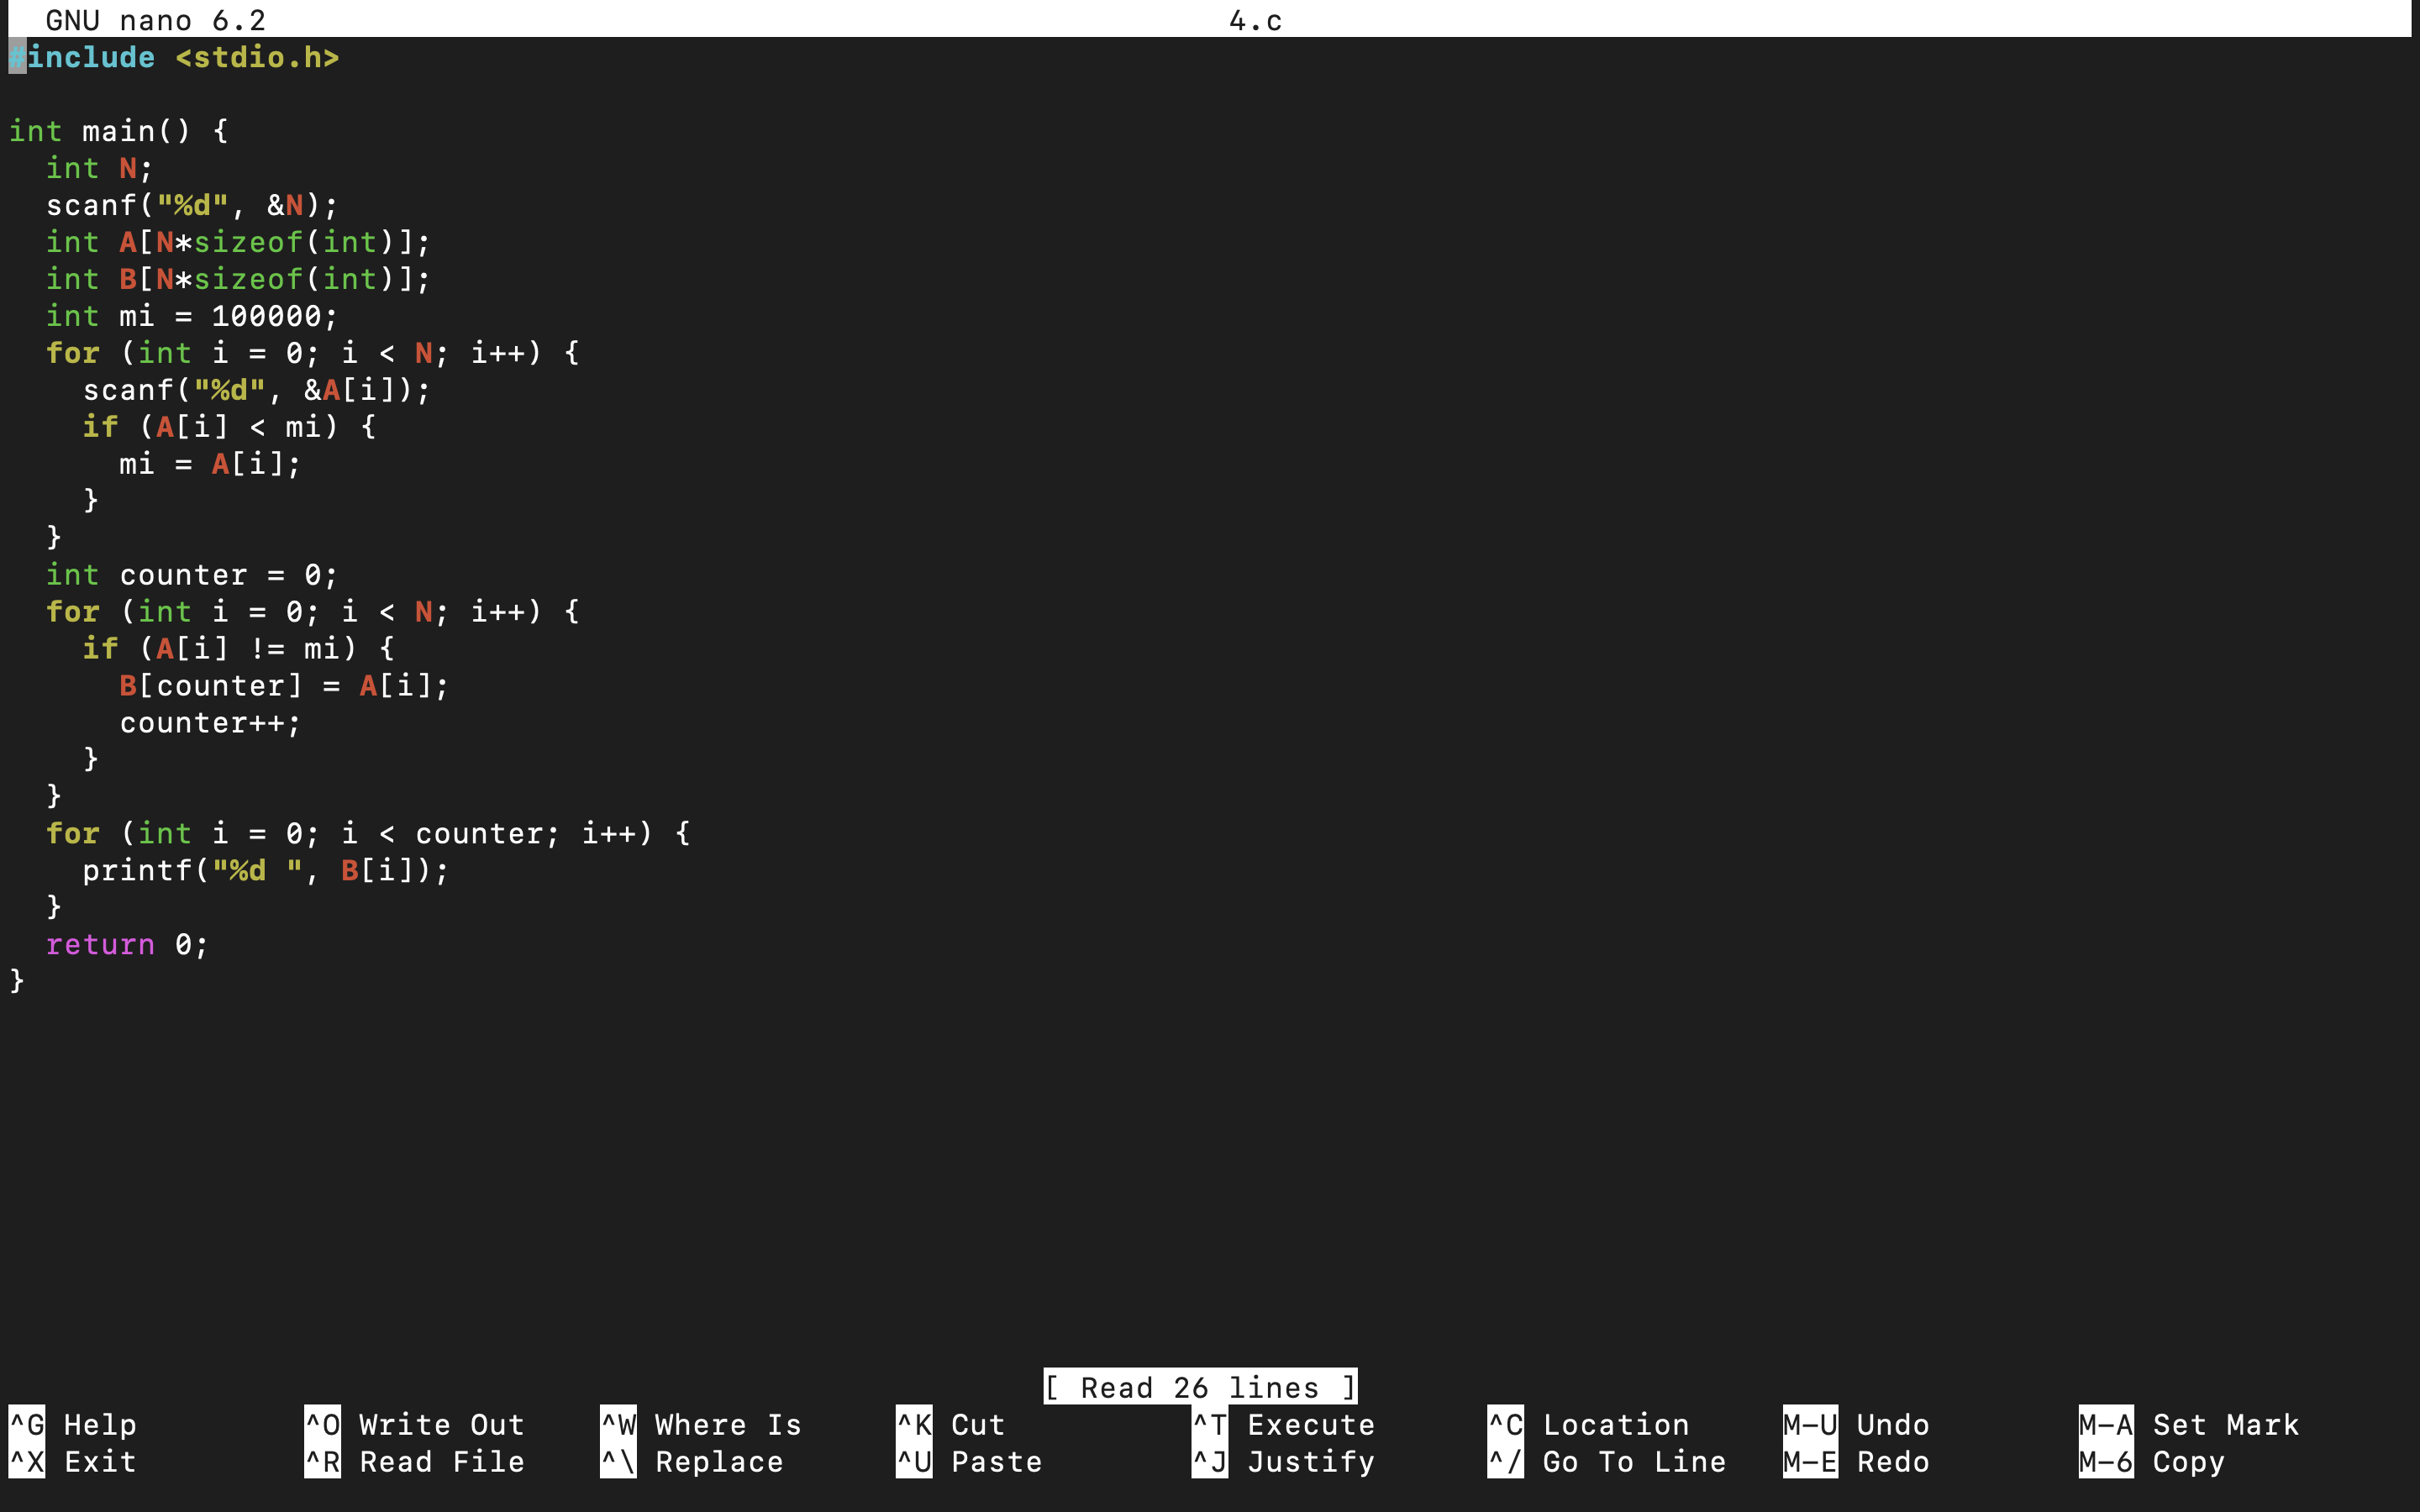 GNU nano 6.2 4.c
#include <stdio.h>
int main() {
  int N;
  scanf("%d", &N);
  int A[N*sizeof(int)];
  int B[N*sizeof(int)];
  int mi = 100000;
  for (int i = 0; i < N; i++) {
    scanf("%d", &A[i]);
    if (A[i] < mi) {
      mi = A[i];
    }
  }
  int counter = 0;
  for (int i = 0; i < N; i++) {
    if (A[i] != mi) {
      B[counter] = A[i];
      counter++;
    }
  }
  for (int i = 0; i < counter; i++) {
    printf("%d ", B[i]);
  }
  return 0;
}
[ Read 26 lines ]
^G Help ^O Write Out ^W Where Is ^K Cut ^T Execute ^C Location M-U Undo M-A Set Mark
^X Exit ^R Read File ^\ Replace ^U Paste ^J Justify ^/ Go To Line M-E Redo M-6 Copy